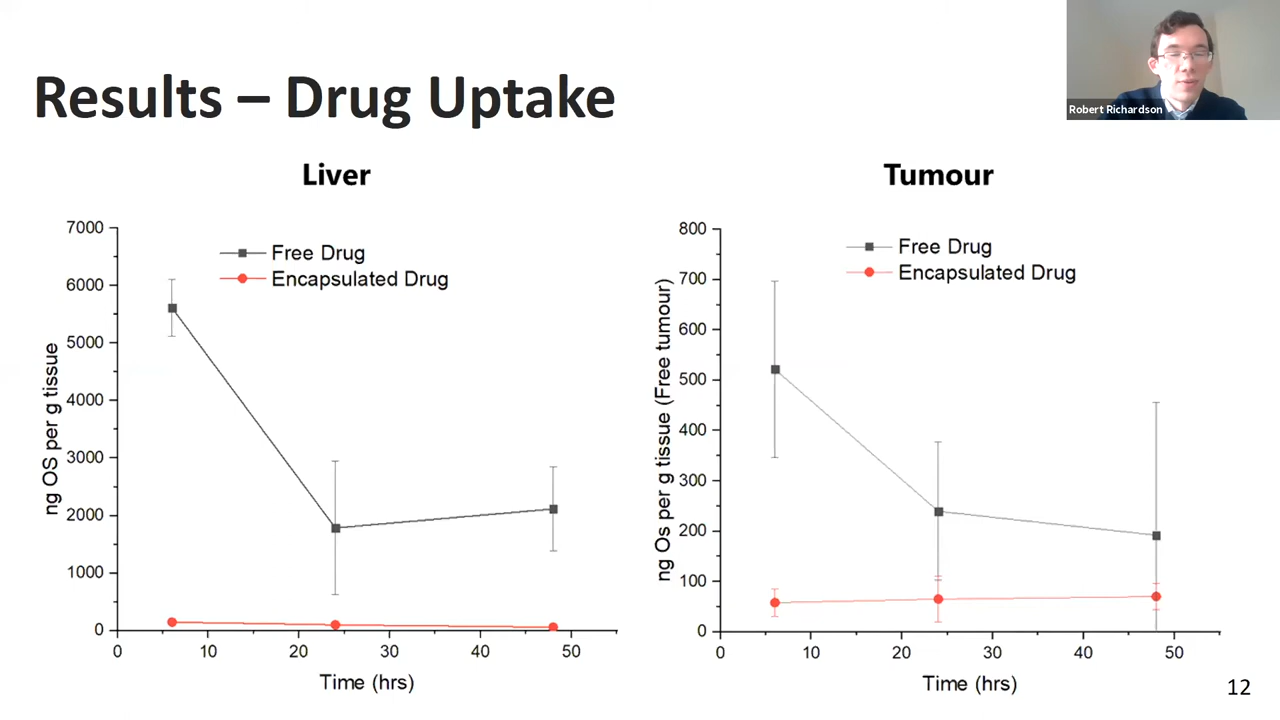 Results – Drug Uptake
Robert Richardson
Liver
7000
6000
5000
4000
3000
2000
1000
0
ng OS per g tissue
Free Drug
Encapsulated Drug
0 10 20 30 40 50
Time (hrs)
Tumour
800
700
600
500
400
300
200
100
0
ng Os per g tissue (Free tumour)
Free Drug
Encapsulated Drug
0 10 20 30 40 50
Time (hrs)
12